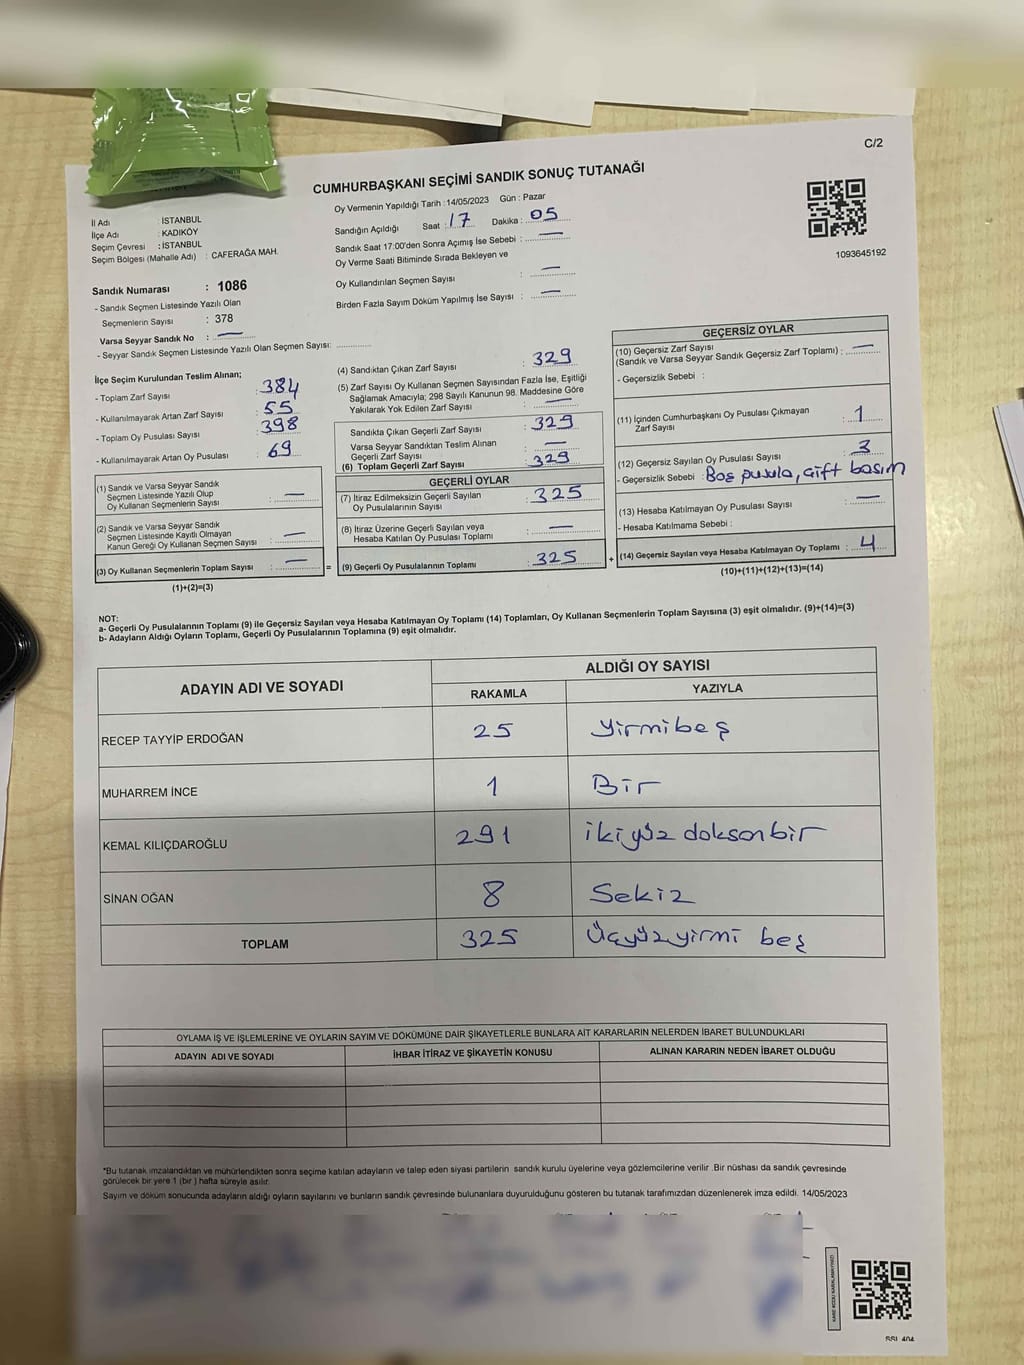 C/2
CUMHURBAŞKANI SEÇİMİ SANDIK SONUÇ TUTANAĞI
İl Adı : İSTANBUL
İlçe Adı : KADIKÖY
Seçim Çevresi : İSTANBUL
Seçim Bölgesi (Mahalle Adı) : CAFERAĞA MAH.
Oy Vermenin Yapıldığı Tarih :14/05/2023 Gün : Pazar
Sandığın Açıldığı Saat : 17 Dakika : 05
Sandık Saat 17:00'den Sonra Açımış İse Sebebi : —
Oy Verme Saati Bitiminde Sırada Bekleyen ve
Oy Kullandırılan Seçmen Sayısı : —
Birden Fazla Sayım Döküm Yapılmış İse Sayısı : —
1093645192
Sandık Numarası : 1086
- Sandık Seçmen Listesinde Yazılı Olan
Seçmenlerin Sayısı : 378
Varsa Seyyar Sandık No : —
- Seyyar Sandık Seçmen Listesinde Yazılı Olan Seçmen Sayısı: ............
İlçe Seçim Kurulundan Teslim Alınan;
- Toplam Zarf Sayısı : 384
- Kullanılmayarak Artan Zarf Sayısı : 55
- Toplam Oy Pusulası Sayısı : 398
- Kullanılmayarak Artan Oy Pusulası : 69
(1) Sandık ve Varsa Seyyar Sandık
Seçmen Listesinde Yazılı Olup
Oy Kullanan Seçmenlerin Sayısı : —
(2) Sandık ve Varsa Seyyar Sandık
Seçmen Listesinde Kayıtlı Olmayan
Kanun Gereği Oy Kullanan Seçmen Sayısı : —
(3) Oy Kullanan Seçmenlerin Toplam Sayısı : —
(1)+(2)=(3)
=
(4) Sandıktan Çıkan Zarf Sayısı : 329
(5) Zarf Sayısı Oy Kullanan Seçmen Sayısından Fazla İse, Eşitliği
Sağlamak Amacıyla; 298 Sayılı Kanunun 98. Maddesine Göre
Yakılarak Yok Edilen Zarf Sayısı : —
Sandıkta Çıkan Geçerli Zarf Sayısı : 329
Varsa Seyyar Sandıktan Teslim Alınan
Geçerli Zarf Sayısı : —
(6) Toplam Geçerli Zarf Sayısı : 329
GEÇERLİ OYLAR
(7) İtiraz Edilmeksizin Geçerli Sayılan
Oy Pusulalarının Sayısı : 325
(8) İtiraz Üzerine Geçerli Sayılan veya
Hesaba Katılan Oy Pusulası Toplamı : —
(9) Geçerli Oy Pusulalarının Toplamı : 325
+
GEÇERSİZ OYLAR
(10) Geçersiz Zarf Sayısı
(Sandık ve Varsa Seyyar Sandık Geçersiz Zarf Toplamı) : —
- Geçersizlik Sebebi :
(11) İçinden Cumhurbaşkanı Oy Pusulası Çıkmayan
Zarf Sayısı : 1
(12) Geçersiz Sayılan Oy Pusulası Sayısı : 3
- Geçersizlik Sebebi : Boş pusula, çift basım
(13) Hesaba Katılmayan Oy Pusulası Sayısı : —
- Hesaba Katılmama Sebebi :
(14) Geçersiz Sayılan veya Hesaba Katılmayan Oy Toplamı : 4
(10)+(11)+(12)+(13)=(14)
NOT:
a- Geçerli Oy Pusulalarının Toplamı (9) ile Geçersiz Sayılan veya Hesaba Katılmayan Oy Toplamı (14) Toplamları, Oy Kullanan Seçmenlerin Toplam Sayısına (3) eşit olmalıdır. (9)+(14)=(3)
b- Adayların Aldığı Oyların Toplamı, Geçerli Oy Pusulalarının Toplamına (9) eşit olmalıdır.
ADAYIN ADI VE SOYADI
ALDIĞI OY SAYISI
RAKAMLA YAZIYLA
RECEP TAYYİP ERDOĞAN 25 Yirmibeş
MUHARREM İNCE 1 Bir
KEMAL KILIÇDAROĞLU 291 ikiyüz doksonbir
SİNAN OĞAN 8 Sekiz
TOPLAM 325 Üçyüzyirmi beş
OYLAMA İŞ VE İŞLEMLERİNE VE OYLARIN SAYIM VE DÖKÜMÜNE DAİR ŞİKAYETLERLE BUNLARA AİT KARARLARIN NELERDEN İBARET BULUNDUKLARI
ADAYIN ADI VE SOYADI İHBAR İTİRAZ VE ŞİKAYETİN KONUSU ALINAN KARARIN NEDEN İBARET OLDUĞU
*Bu tutanak imzalandıktan ve mühürlendikten sonra seçime katılan adayların ve talep eden siyasi partilerin sandık kurulu üyelerine veya gözlemcilerine verilir .Bir nüshası da sandık çevresinde
görülecek bir yere 1 (bir ) hafta süreyle asılır.
Sayım ve döküm sonucunda adayların aldığı oyların sayılarını ve bunların sandık çevresinde bulunanlara duyurulduğunu gösteren bu tutanak tarafımızdan düzenlenerek imza edildi. 14/05/2023